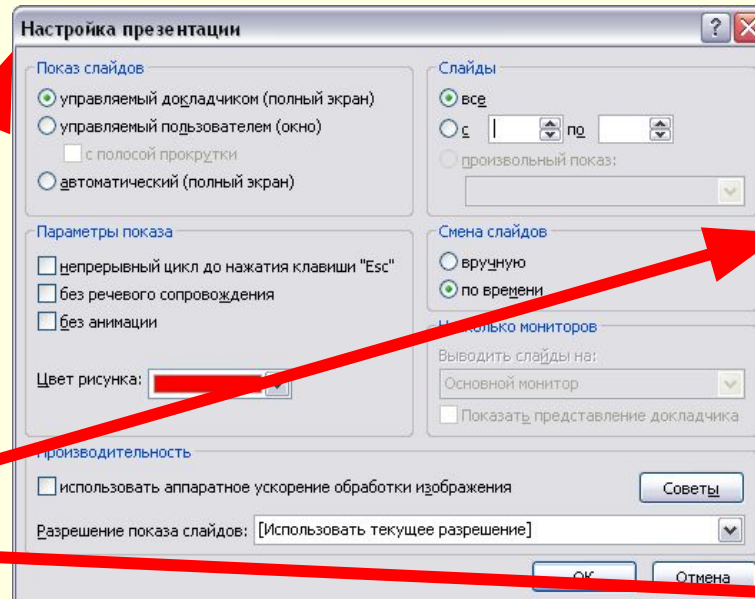 Настройка презентации
Показ слайдов
управляемый докладчиком (полный экран)
управляемый пользователем (окно)
с полосой прокрутки
автоматический (полный экран)
Слайды
все
с по
произвольный показ:
Параметры показа
непрерывный цикл до нажатия клавиши "Esc"
без речевого сопровождения
без анимации
Цвет рисунка:
Смена слайдов
вручную
по времени
Несколько мониторов
Выводить слайды на:
Основной монитор
Показать представление докладчика
Производительность
использовать аппаратное ускорение обработки изображения
Советы
Разрешение показа слайдов: [Использовать текущее разрешение]
ОК Отмена